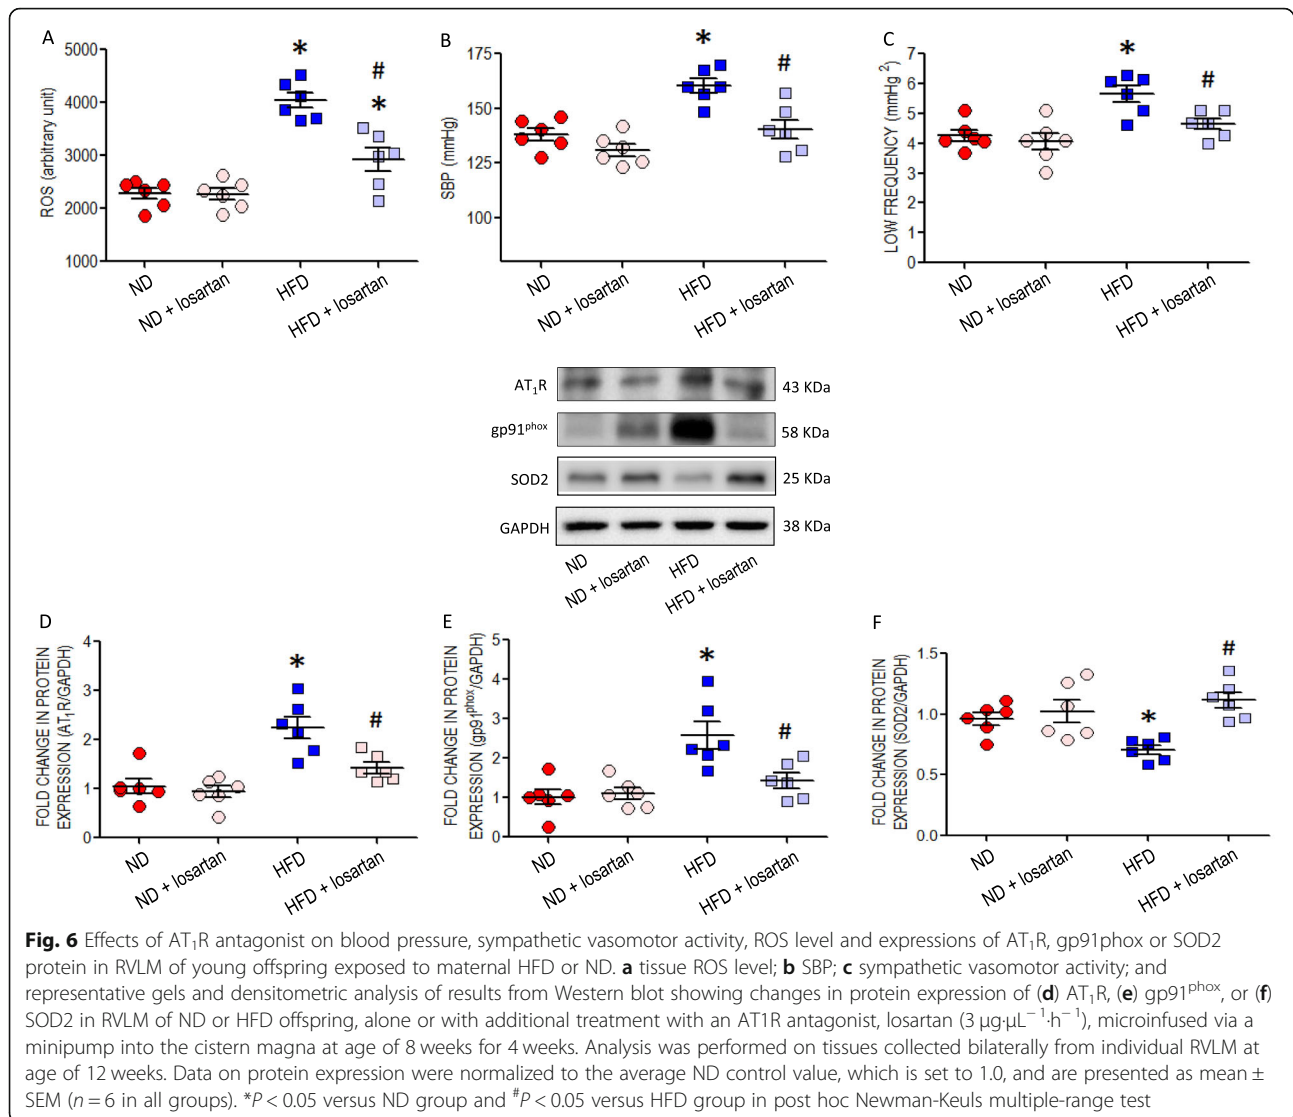 A
ROS (arbitrary unit)
5000
4000
3000
2000
1000
*
#
*
ND
ND + losartan
HFD
HFD + losartan
B
SBP (mmHg)
175
150
125
100
*
#
ND
ND + losartan
HFD
HFD + losartan
C
LOW FREQUENCY (mmHg²)
7
6
5
4
3
2
1
0
*
#
ND
ND + losartan
HFD
HFD + losartan
AT₁R 43 KDa
gp91ᵖʰᵒˣ 58 KDa
SOD2 25 KDa
GAPDH 38 KDa
ND
ND + losartan
HFD
HFD + losartan
D
FOLD CHANGE IN PROTEIN
EXPRESSION (AT₁R/GAPDH)
4
3
2
1
0
*
#
ND
ND + losartan
HFD
HFD + losartan
E
FOLD CHANGE IN PROTEIN
EXPRESSION (gp91ᵖʰᵒˣ/GAPDH)
5
4
3
2
1
0
*
#
ND
ND + losartan
HFD
HFD + losartan
F
FOLD CHANGE IN PROTEIN
EXPRESSION (SOD2/GAPDH)
1.5
1.0
0.5
0.0
*
#
ND
ND + losartan
HFD
HFD + losartan
Fig. 6 Effects of AT₁R antagonist on blood pressure, sympathetic vasomotor activity, ROS level and expressions of AT₁R, gp91phox or SOD2
protein in RVLM of young offspring exposed to maternal HFD or ND. a tissue ROS level; b SBP; c sympathetic vasomotor activity; and
representative gels and densitometric analysis of results from Western blot showing changes in protein expression of (d) AT₁R, (e) gp91ᵖʰᵒˣ, or (f)
SOD2 in RVLM of ND or HFD offspring, alone or with additional treatment with an AT1R antagonist, losartan (3 μg·μL⁻¹·h⁻¹), microinfused via a
minipump into the cistern magna at age of 8 weeks for 4 weeks. Analysis was performed on tissues collected bilaterally from individual RVLM at
age of 12 weeks. Data on protein expression were normalized to the average ND control value, which is set to 1.0, and are presented as mean ±
SEM (n = 6 in all groups). *P < 0.05 versus ND group and #P < 0.05 versus HFD group in post hoc Newman-Keuls multiple-range test